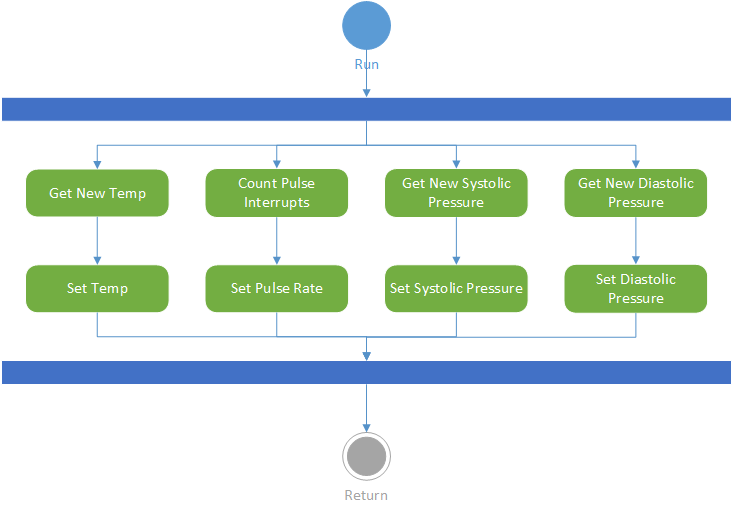 Run
Get New Temp
Count Pulse
Interrupts
Get New Systolic
Pressure
Get New Diastolic
Pressure
Set Temp
Set Pulse Rate
Set Systolic Pressure
Set Diastolic
Pressure
Return